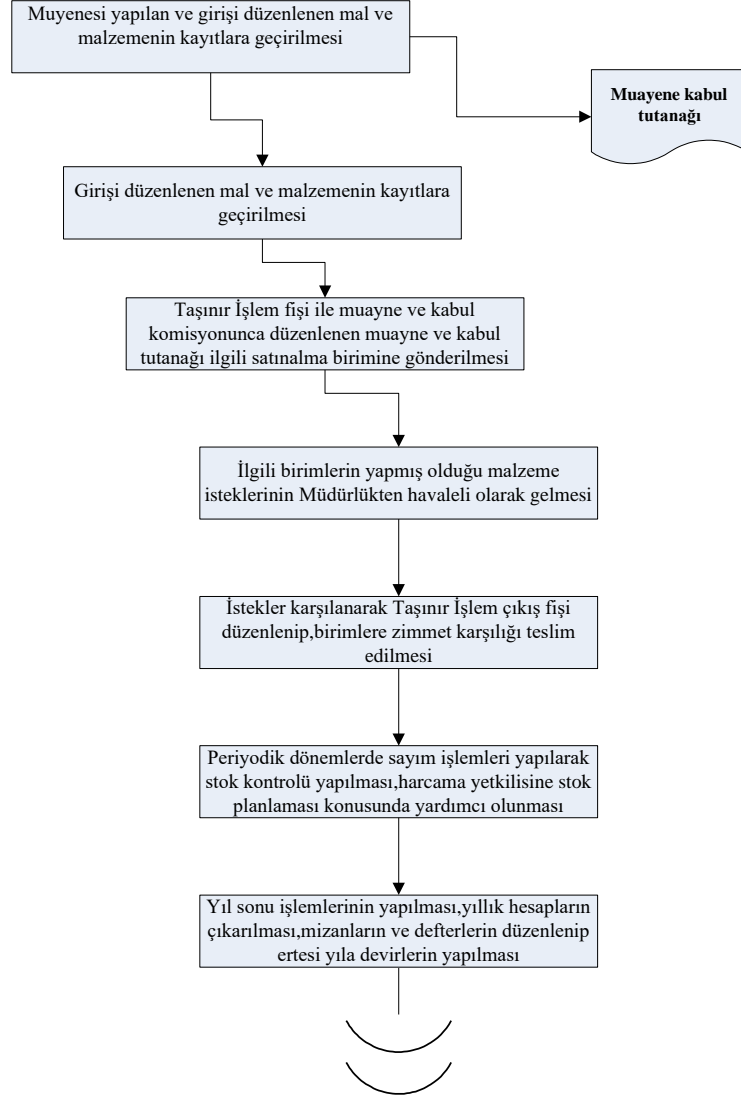 Muyenesi yapılan ve girişi düzenlenen mal ve
malzemenin kayıtlara geçirilmesi
Muayene kabul
tutanağı
Girişi düzenlenen mal ve malzemenin kayıtlara
geçirilmesi
Taşınır İşlem fişi ile muayne ve kabul
komisyonunca düzenlenen muayne ve kabul
tutanağı ilgili satınalma birimine gönderilmesi
İlgili birimlerin yapmış olduğu malzeme
isteklerinin Müdürlükten havaleli olarak gelmesi
İstekler karşılanarak Taşınır İşlem çıkış fişi
düzenlenip,birimlere zimmet karşılığı teslim
edilmesi
Periyodik dönemlerde sayım işlemleri yapılarak
stok kontrolü yapılması,harcama yetkilisine stok
planlaması konusunda yardımcı olunması
Yıl sonu işlemlerinin yapılması,yıllık hesapların
çıkarılması,mizanların ve defterlerin düzenlenip
ertesi yıla devirlerin yapılması